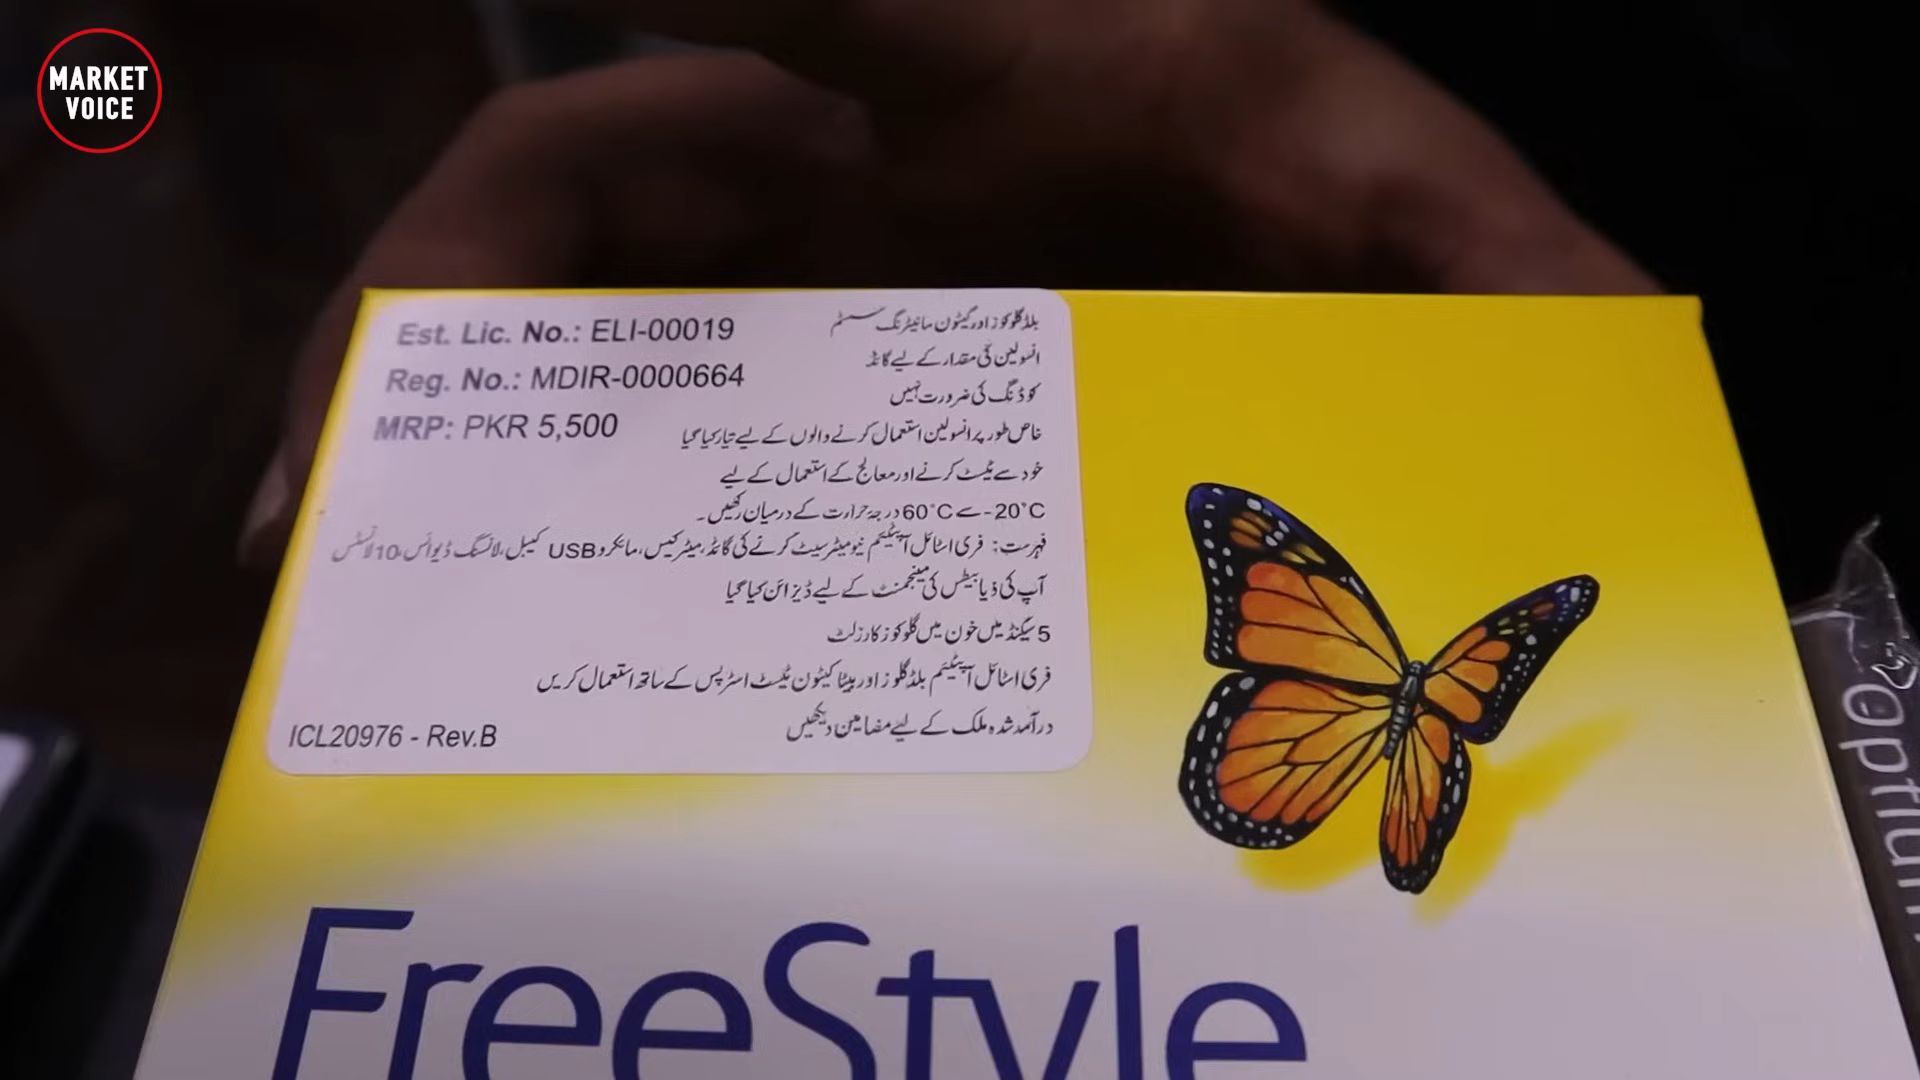 MARKET
VOICE
Est. Lic. No.: ELI-00019
Reg. No.: MDIR-0000664
MRP: PKR 5,500
بلڈ گلوکوز اور کیٹون مانیٹرنگ سسٹم
انسولین کی مقدار کے لیے گائڈ
کوڈنگ کی ضرورت نہیں
خاص طور پر انسولین استعمال کرنے والوں کے لیے تیار کیا گیا
خود سے ٹیسٹ کرنے اور معالج کے استعمال کے لیے
-20°C سے 60°C درجہ حرارت کے درمیان رکھیں۔
فہرست: فری اسٹائل آپٹیئم نیو میٹر سیٹ کرنے کی گائڈ، میٹر کیس، مائکرو USB کیبل، لانسنگ ڈیوائس، 10 لانسٹس
آپ کی ذیابیطس کی مینجمنٹ کے لیے ڈیزائن کیا گیا
5 سیکنڈ میں خون میں گلوکوز کا رزلٹ
فری اسٹائل آپٹیئم بلڈ گلوز اور بیٹا کیٹون ٹیسٹ اسٹرپس کے ساتھ استعمال کریں
درآمد شدہ ملک کے لیئے مضامین دیکھیں
ICL20976 - Rev.B
FreeStyle
Optium